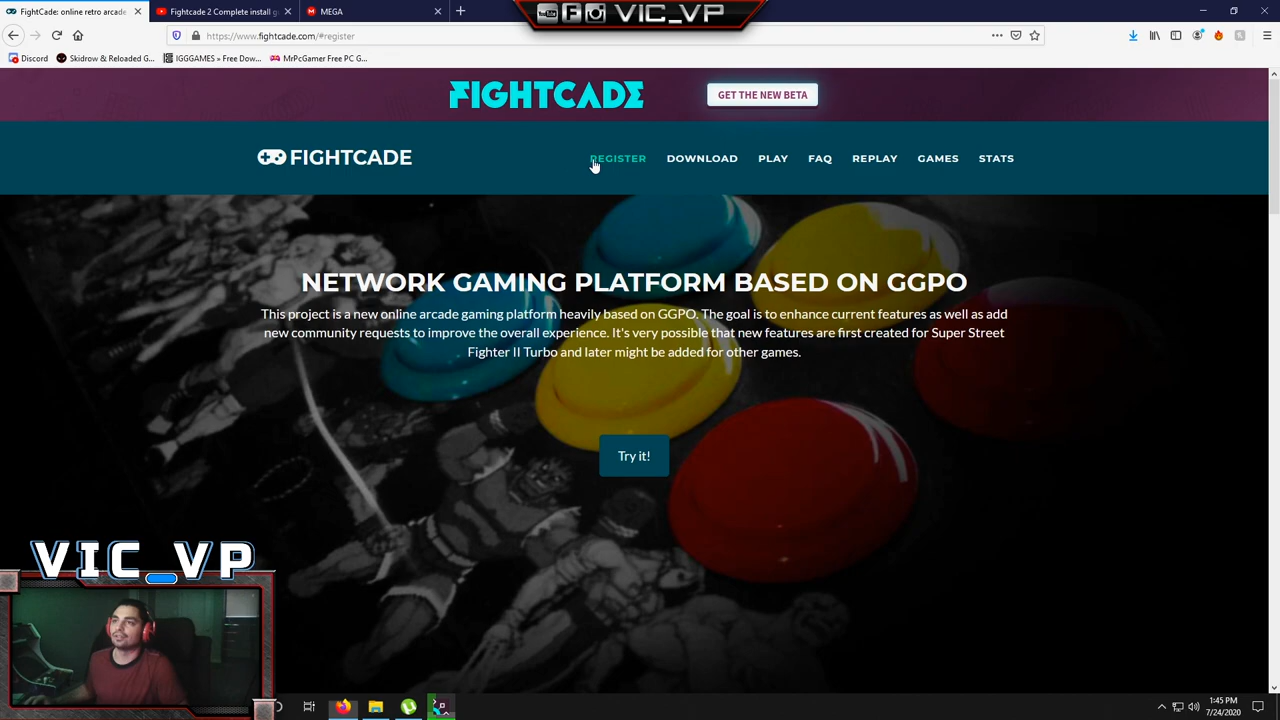 FightCade: online retro arcade
Fightcade 2 Complete install g
MEGA
VIC_VP
https://www.fightcade.com/#register
Discord
Skidrow & Reloaded G...
IGGGAMES » Free Dow...
MrPcGamer Free PC G...
FIGHTCADE
GET THE NEW BETA
FIGHTCADE
REGISTER
DOWNLOAD
PLAY
FAQ
REPLAY
GAMES
STATS
NETWORK GAMING PLATFORM BASED ON GGPO
This project is a new online arcade gaming platform heavily based on GGPO. The goal is to enhance current features as well as add
new community requests to improve the overall experience. It's very possible that new features are first created for Super Street
Fighter II Turbo and later might be added for other games.
Try it!
VIC_VP
1:45 PM
7/24/2020